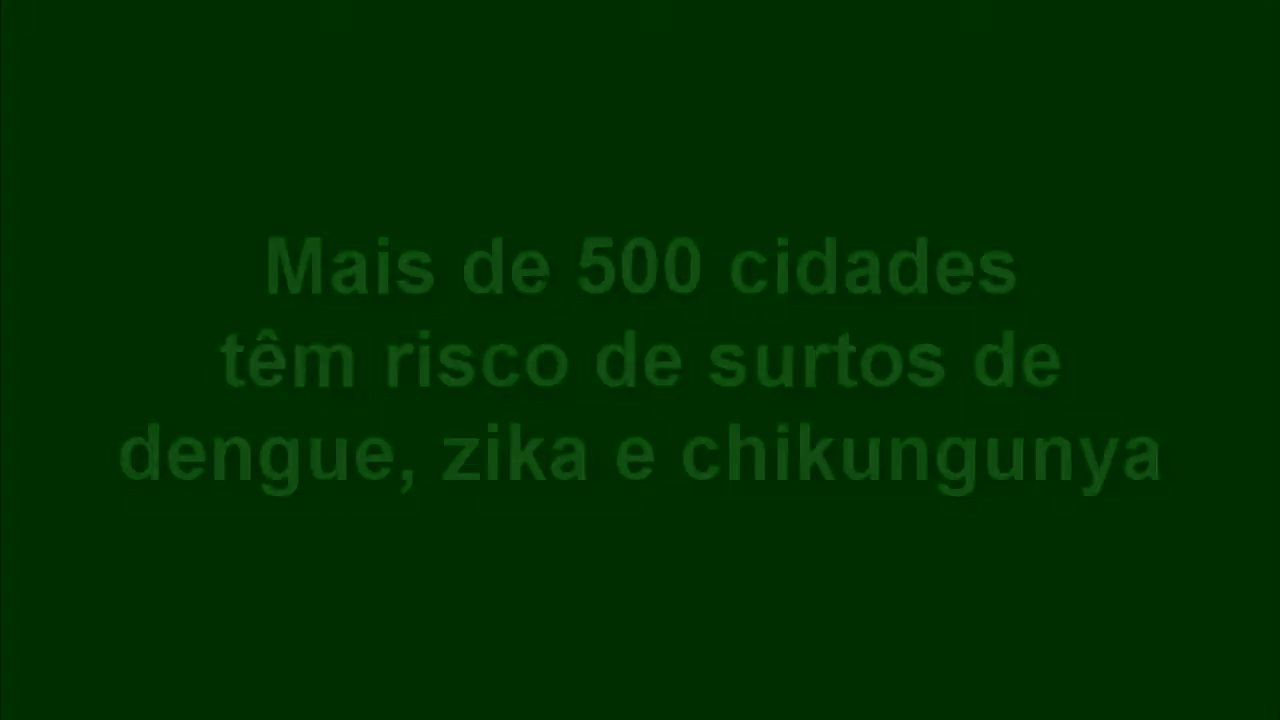 Mais de 500 cidades
têm risco de surtos de
dengue, zika e chikungunya